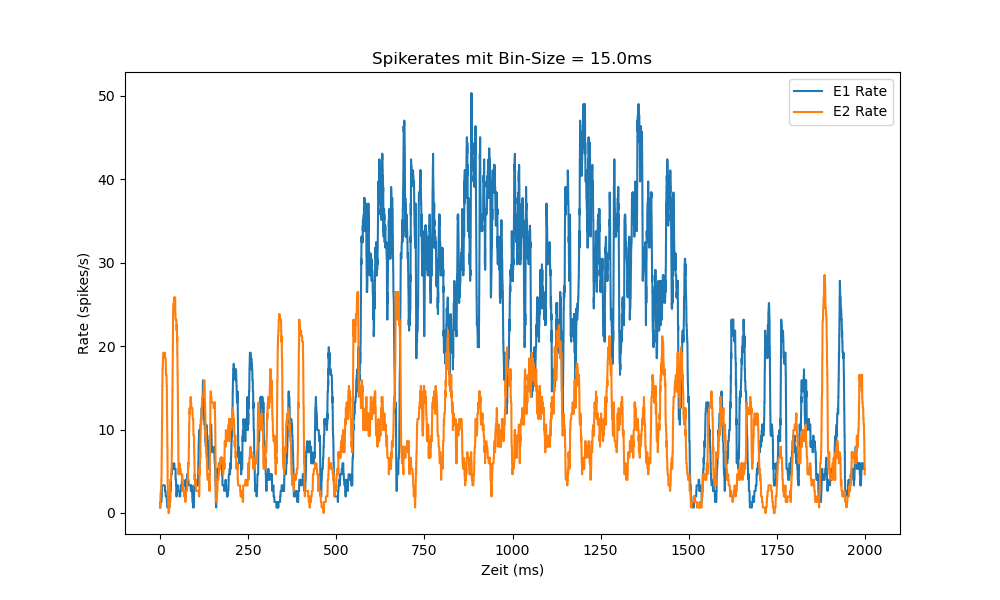 Spikerates mit Bin-Size = 15.0ms
E1 Rate
E2 Rate
Rate (spikes/s)
50
40
30
20
10
0
0 250 500 750 1000 1250 1500 1750 2000
Zeit (ms)